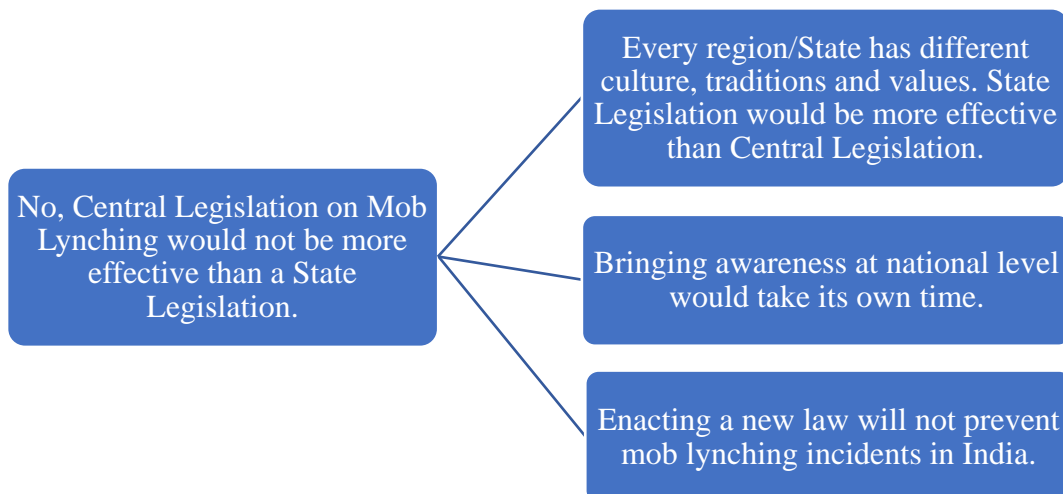 No, Central Legislation on Mob
Lynching would not be more
effective than a State
Legislation.
Every region/State has different
culture, traditions and values. State
Legislation would be more effective
than Central Legislation.
Bringing awareness at national level
would take its own time.
Enacting a new law will not prevent
mob lynching incidents in India.